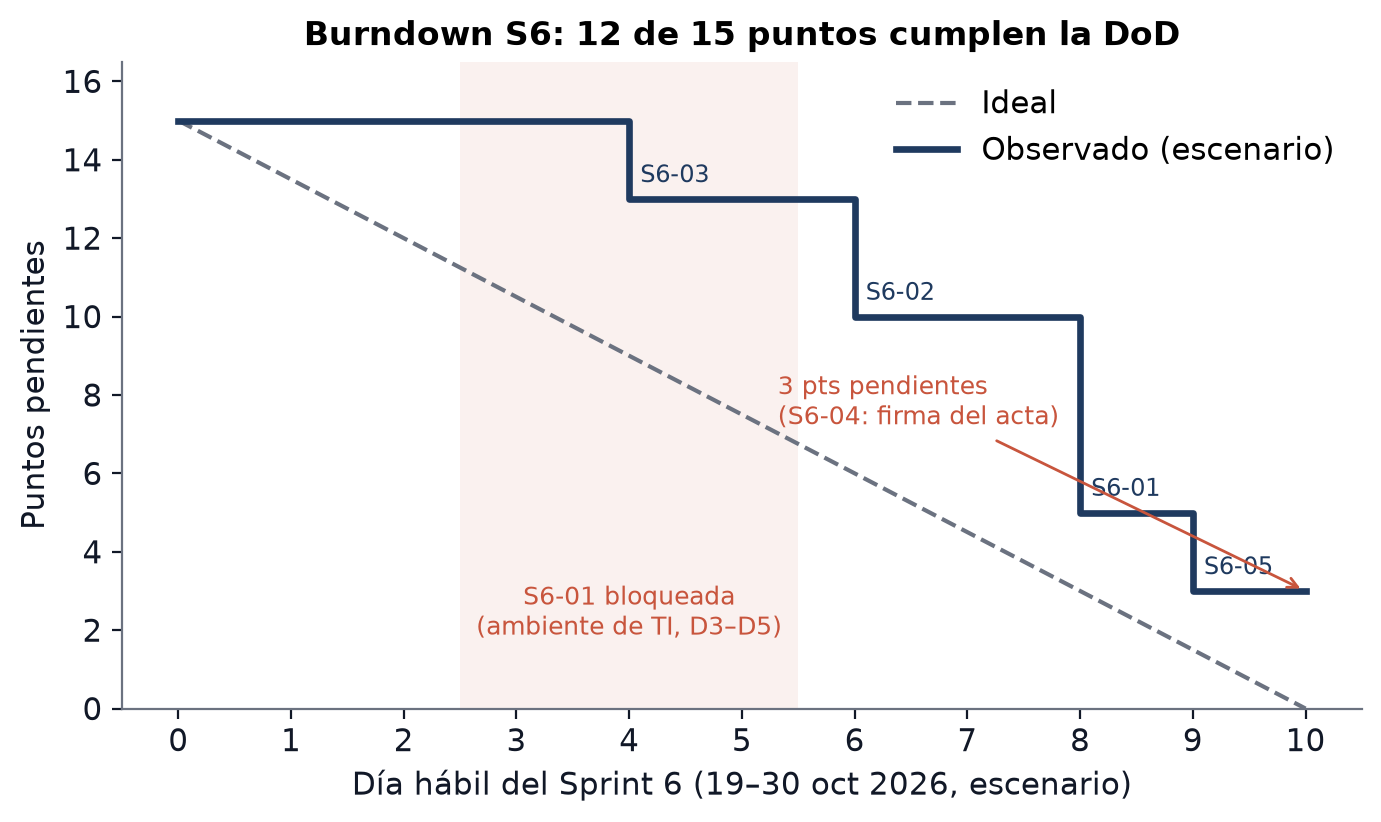 Burndown S6: 12 de 15 puntos cumplen la DoD
Ideal
Observado (escenario)
Puntos pendientes
16
14
12
10
8
6
4
2
0
S6-03
S6-02
3 pts pendientes
(S6-04: firma del acta)
S6-01
S6-05
S6-01 bloqueada
(ambiente de TI, D3–D5)
0 1 2 3 4 5 6 7 8 9 10
Día hábil del Sprint 6 (19–30 oct 2026, escenario)